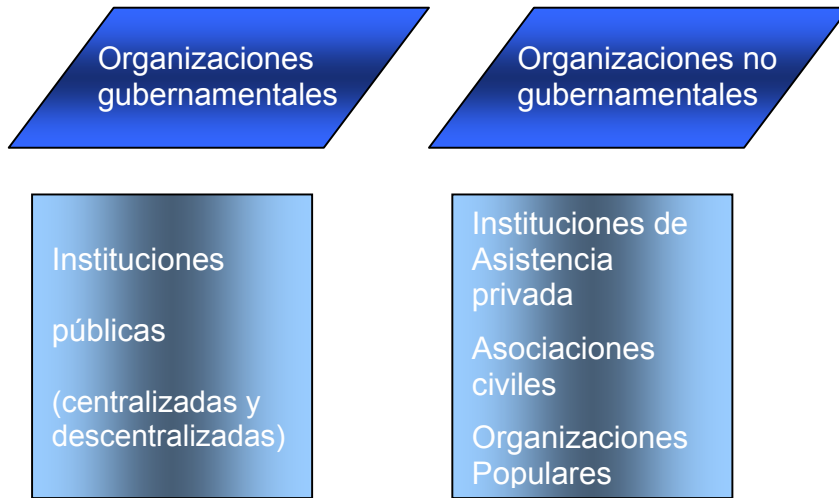 Organizaciones
gubernamentales
Organizaciones no
gubernamentales
Instituciones
públicas
(centralizadas y
descentralizadas)
Instituciones de
Asistencia
privada
Asociaciones
civiles
Organizaciones
Populares